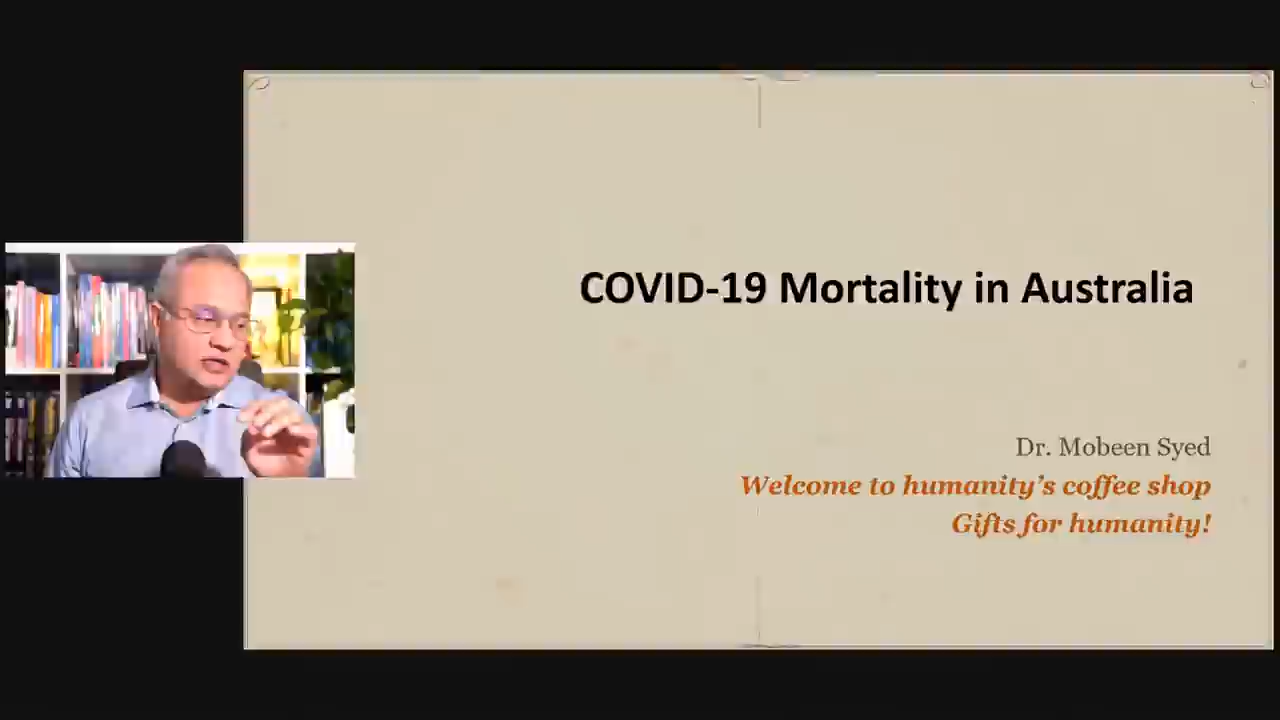 COVID-19 Mortality in Australia
Dr. Mobeen Syed
Welcome to humanity's coffee shop
Gifts for humanity!